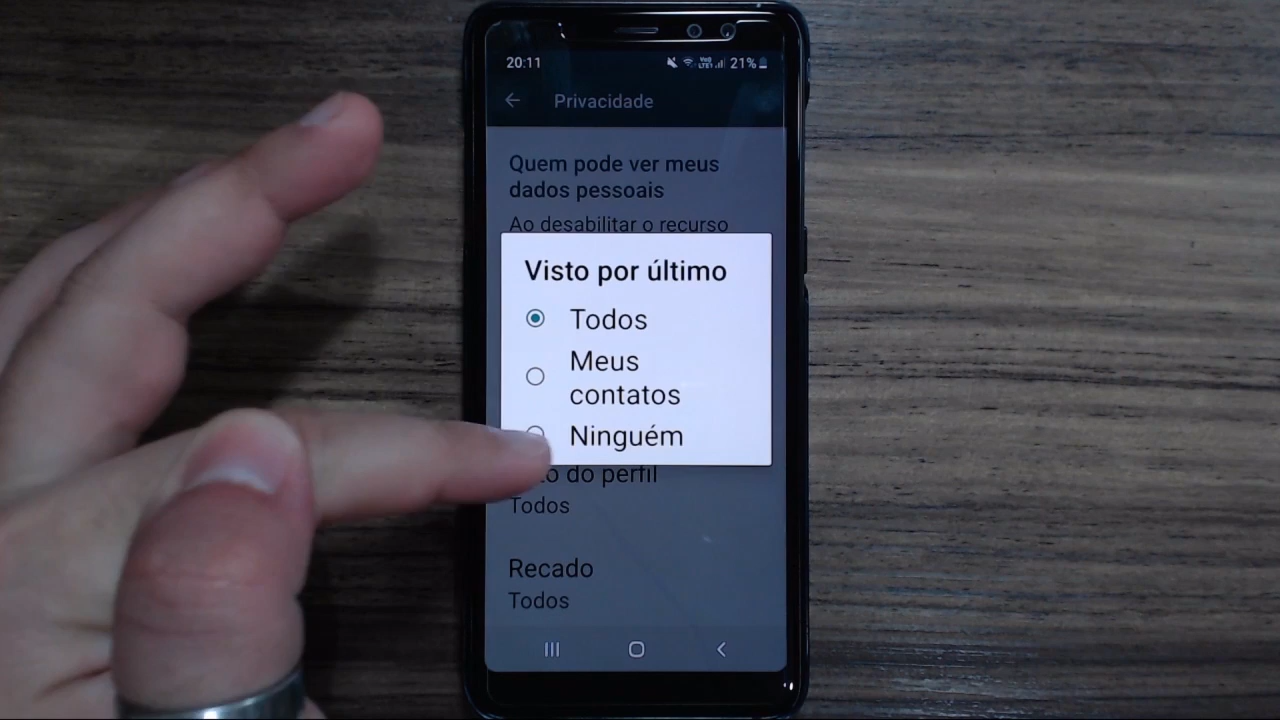 20:11
21%
Privacidade
Quem pode ver meus
dados pessoais
Ao desabilitar o recurso
Visto por último
Todos
Meus
contatos
Ninguém
to do perfil
Todos
Recado
Todos